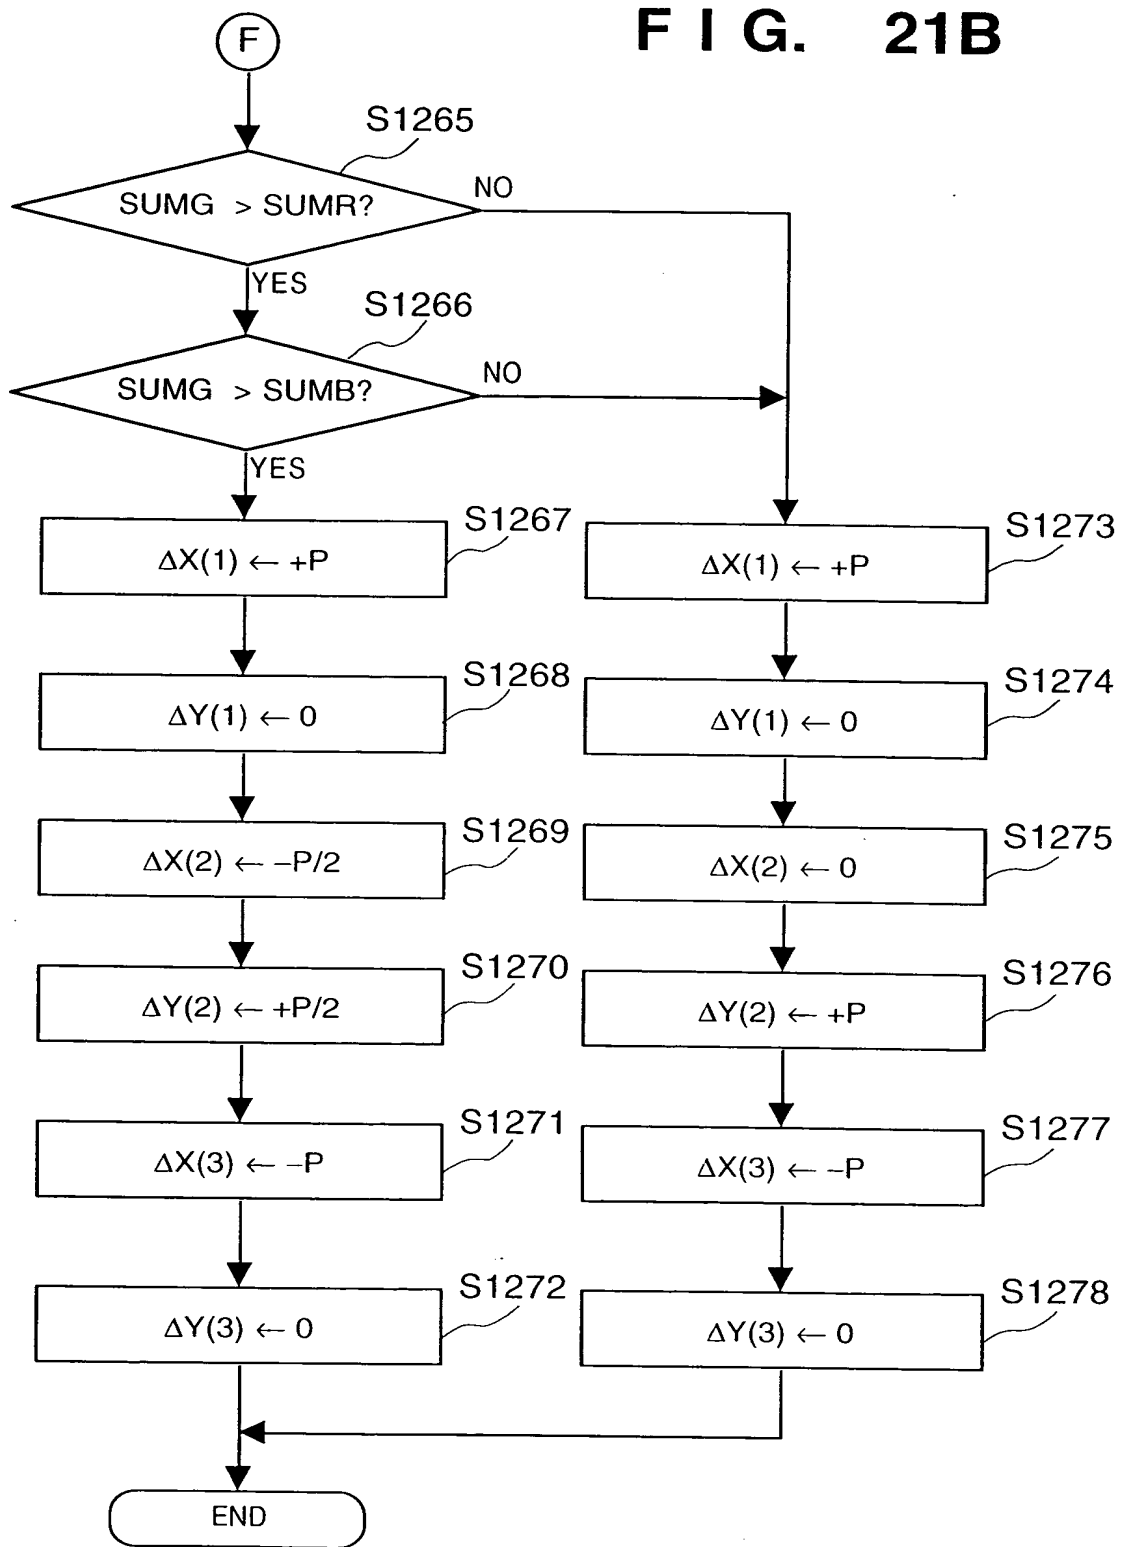 F I G. 21B
F
S1265
SUMG > SUMR?
NO
YES
S1266
SUMG > SUMB?
NO
YES
S1267
ΔX(1) ← +P
S1268
ΔY(1) ← 0
S1269
ΔX(2) ← −P/2
S1270
ΔY(2) ← +P/2
S1271
ΔX(3) ← −P
S1272
ΔY(3) ← 0
S1273
ΔX(1) ← +P
S1274
ΔY(1) ← 0
S1275
ΔX(2) ← 0
S1276
ΔY(2) ← +P
S1277
ΔX(3) ← −P
S1278
ΔY(3) ← 0
END